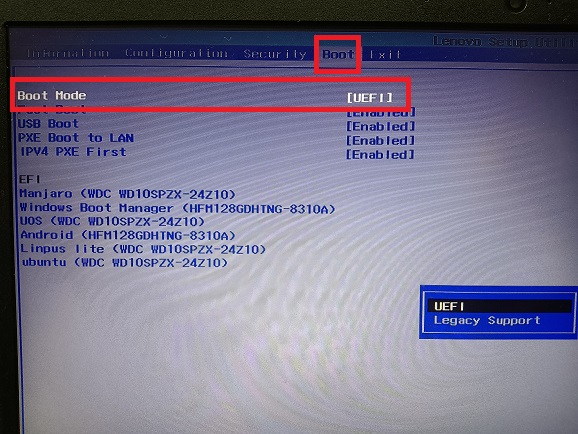 Lenovo Setup Utility
Information Configuration Security Boot Exit
Boot Mode [UEFI]
Fast Boot [Enabled]
USB Boot [Enabled]
PXE Boot to LAN [Enabled]
IPV4 PXE First [Enabled]
EFI
Manjaro (WDC WD10SPZX-24Z10)
Windows Boot Manager (HFM128GDHTNG-8310A)
UOS (WDC WD10SPZX-24Z10)
Android (HFM128GDHTNG-8310A)
Linpus lite (WDC WD10SPZX-24Z10)
ubuntu (WDC WD10SPZX-24Z10)
UEFI
Legacy Support